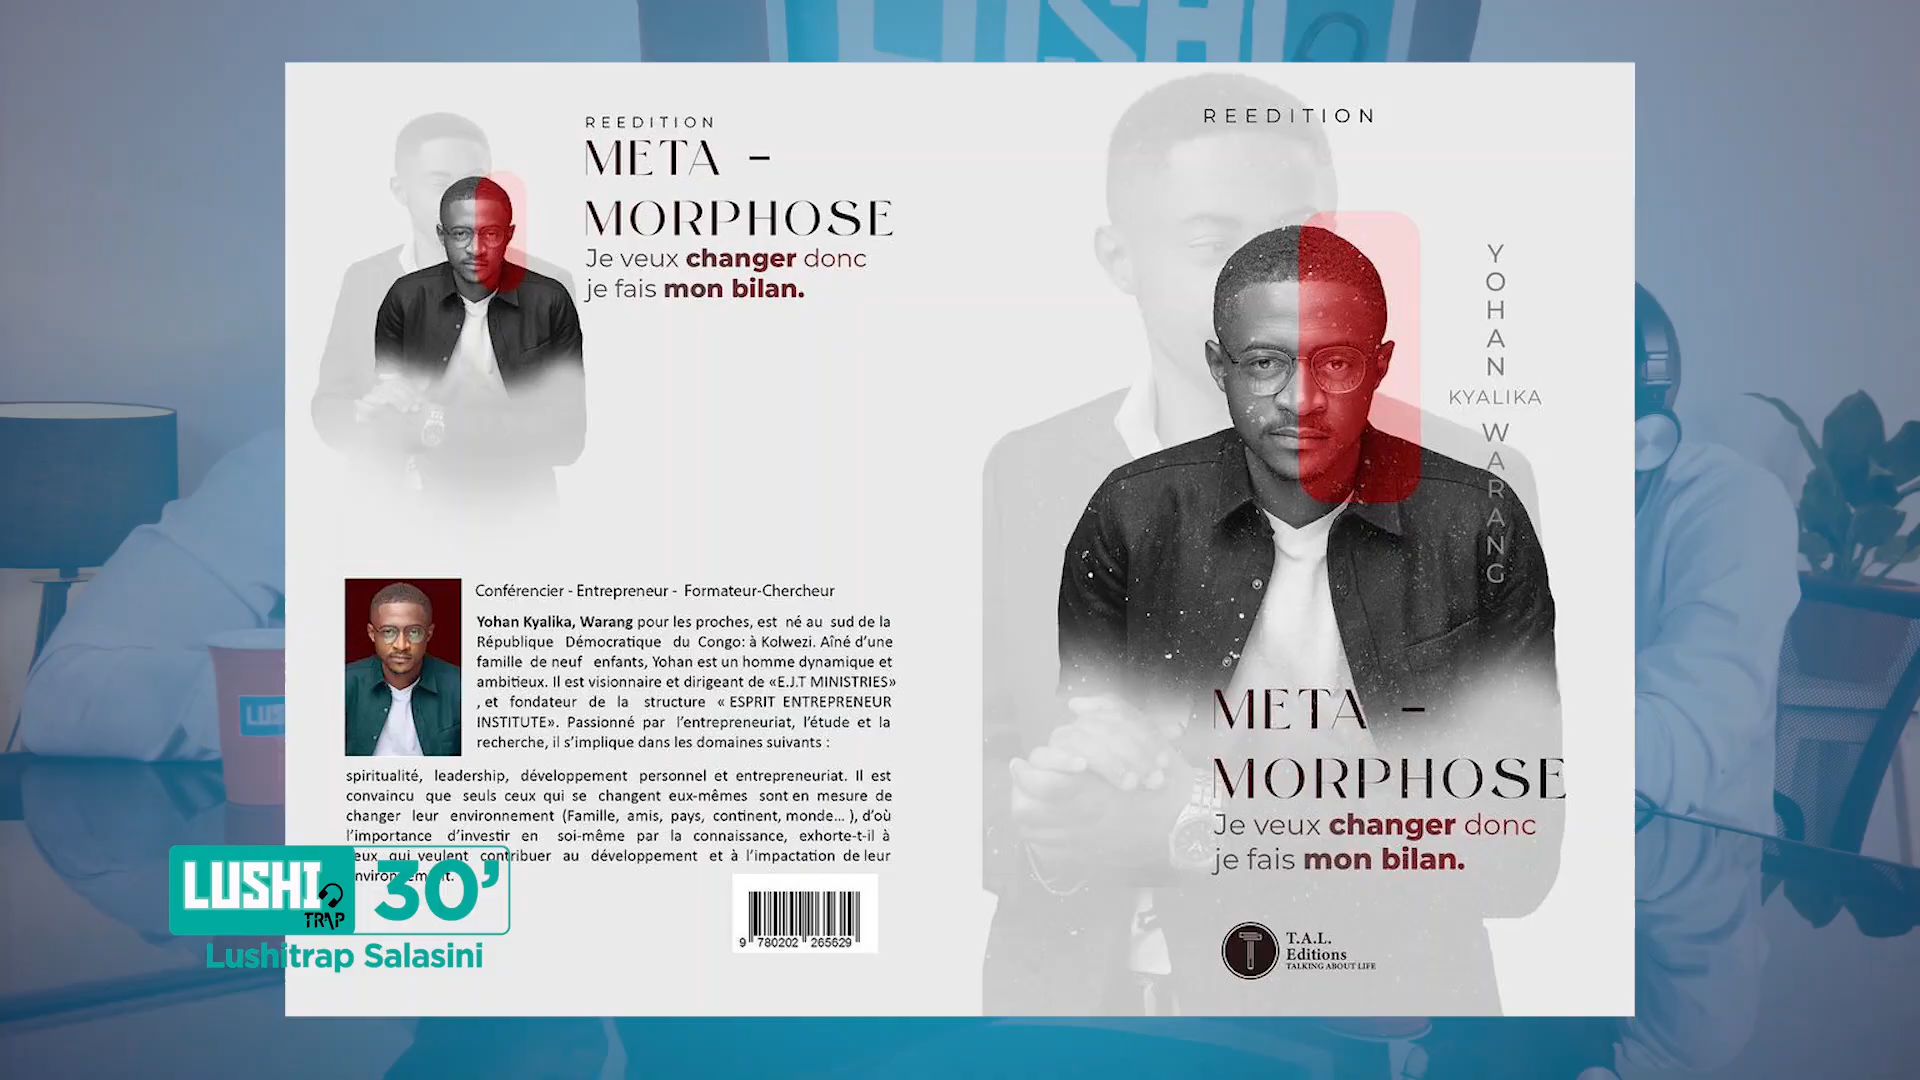 LUSHI
REEDITION
META -
MORPHOSE
Je veux changer donc
je fais mon bilan.
Conférencier - Entrepreneur - Formateur-Chercheur
Yohan Kyalika, Warang pour les proches, est né au sud de la
République Démocratique du Congo: à Kolwezi. Aîné d'une
famille de neuf enfants, Yohan est un homme dynamique et
ambitieux. Il est visionnaire et dirigeant de «E.J.T MINISTRIES»
, et fondateur de la structure « ESPRIT ENTREPRENEUR
INSTITUTE». Passionné par l'entrepreneuriat, l'étude et la
recherche, il s'implique dans les domaines suivants :
spiritualité, leadership, développement personnel et entrepreneuriat. Il est
convaincu que seuls ceux qui se changent eux-mêmes sont en mesure de
changer leur environnement (Famille, amis, pays, continent, monde... ), d'où
l'importance d'investir en soi-même par la connaissance, exhorte-t-il à
ceux qui veulent contribuer au développement et à l'impactation de leur
environnement.
9 780202 265629
REEDITION
YOHAN
KYALIKA
WARANG
META -
MORPHOSE
Je veux changer donc
je fais mon bilan.
T.A.L.
Editions
TALKING ABOUT LIFE
LUSHI
TRAP
30'
Lushitrap Salasini